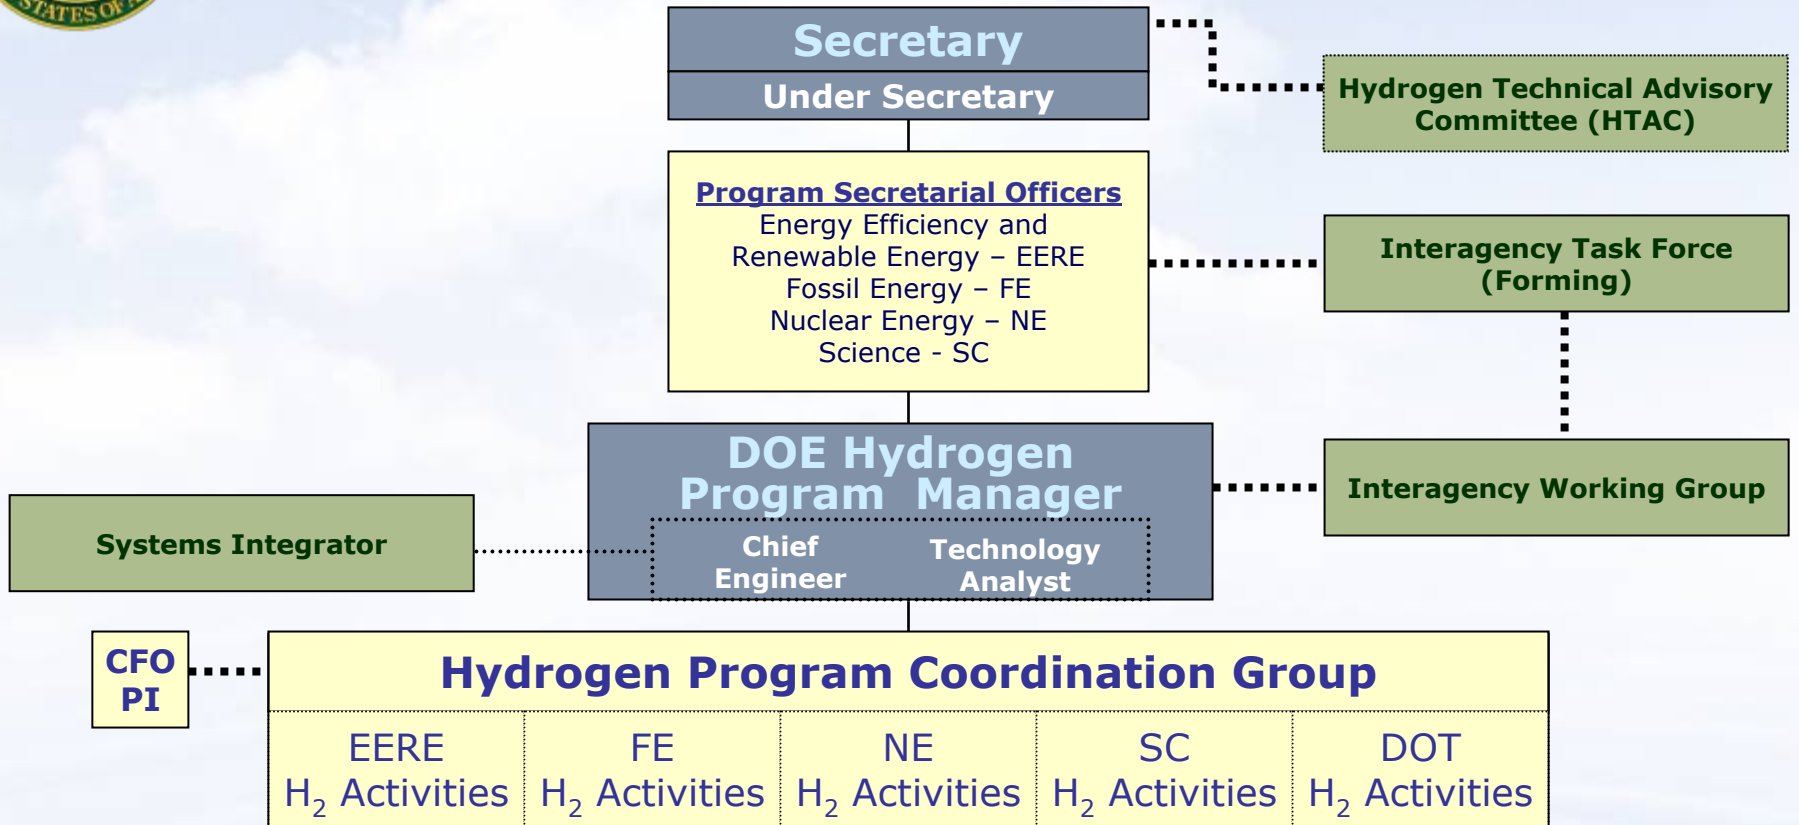 STATES OF A
Secretary
Under Secretary
Hydrogen Technical Advisory
Committee (HTAC)
Program Secretarial Officers
Energy Efficiency and
Renewable Energy – EERE
Fossil Energy – FE
Nuclear Energy – NE
Science - SC
Interagency Task Force
(Forming)
DOE Hydrogen
Program Manager
Chief
Engineer
Technology
Analyst
Interagency Working Group
Systems Integrator
CFO
PI
Hydrogen Program Coordination Group
EERE
H₂ Activities
FE
H₂ Activities
NE
H₂ Activities
SC
H₂ Activities
DOT
H₂ Activities